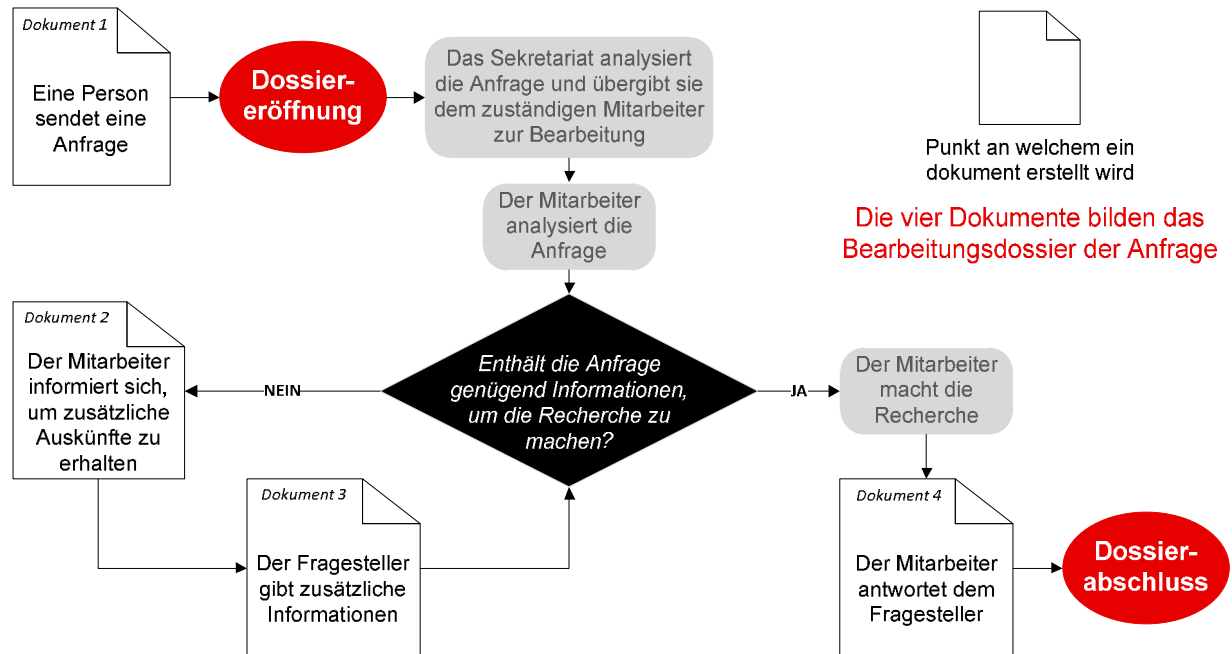 Dokument 1
Eine Person
sendet eine
Anfrage
Dossier-
eröffnung
Das Sekretariat analysiert
die Anfrage und übergibt sie
dem zuständigen Mitarbeiter
zur Bearbeitung
Punkt an welchem ein
dokument erstellt wird
Die vier Dokumente bilden das
Bearbeitungsdossier der Anfrage
Der Mitarbeiter
analysiert die
Anfrage
Dokument 2
Der Mitarbeiter
informiert sich,
um zusätzliche
Auskünfte zu
erhalten
NEIN
Enthält die Anfrage
genügend Informationen,
um die Recherche zu
machen?
JA
Der Mitarbeiter
macht die
Recherche
Dokument 3
Der Fragesteller
gibt zusätzliche
Informationen
Dokument 4
Der Mitarbeiter
antwortet dem
Fragesteller
Dossier-
abschluss